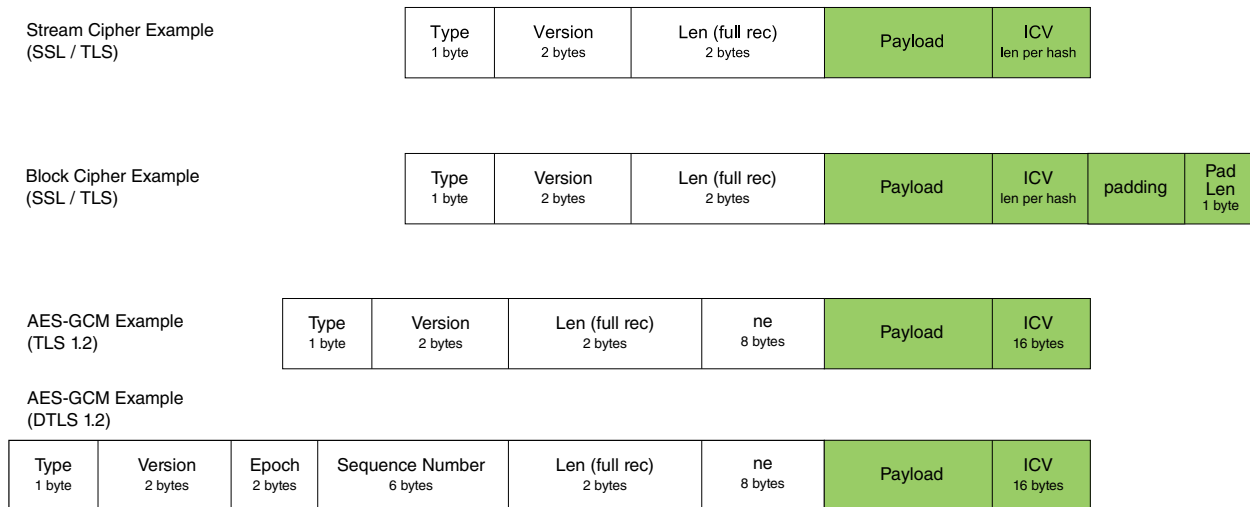 Stream Cipher Example
(SSL / TLS)
Type Version Len (full rec) Payload ICV
1 byte 2 bytes 2 bytes len per hash
Block Cipher Example
(SSL / TLS)
Type Version Len (full rec) Payload ICV padding Pad
Len
1 byte 2 bytes 2 bytes len per hash 1 byte
AES-GCM Example
(TLS 1.2)
Type Version Len (full rec) ne Payload ICV
1 byte 2 bytes 2 bytes 8 bytes 16 bytes
AES-GCM Example
(DTLS 1.2)
Type Version Epoch Sequence Number Len (full rec) ne Payload ICV
1 byte 2 bytes 2 bytes 6 bytes 2 bytes 8 bytes 16 bytes